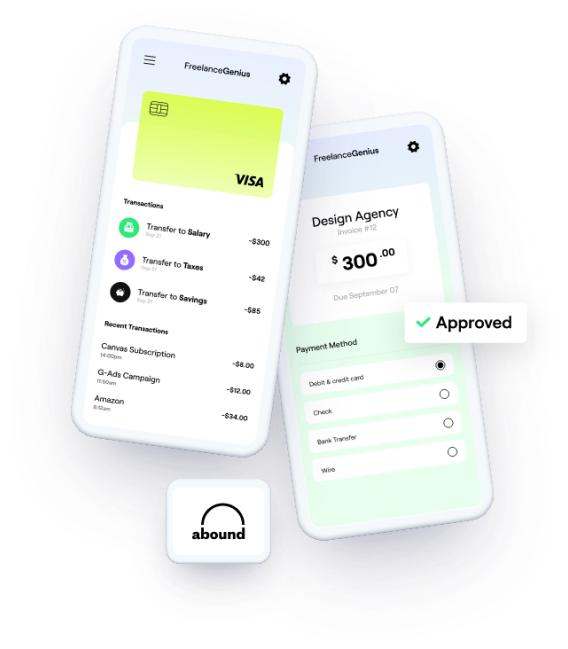 FreelanceGenius
VISA
Transactions
Transfer to Salary
Sep 21
-$300
Transfer to Taxes
Sep 21
-$42
Transfer to Savings
Sep 21
-$85
Recent Transactions
Canvas Subscription
14:00pm
-$6.00
G-Ads Campaign
11:50am
-$12.00
Amazon
8:12am
-$34.00
FreelanceGenius
Design Agency
Invoice #12
$ 300.00
Due September 07
Approved
Payment Method
Debit & credit card
Check
Bank Transfer
Wire
abound